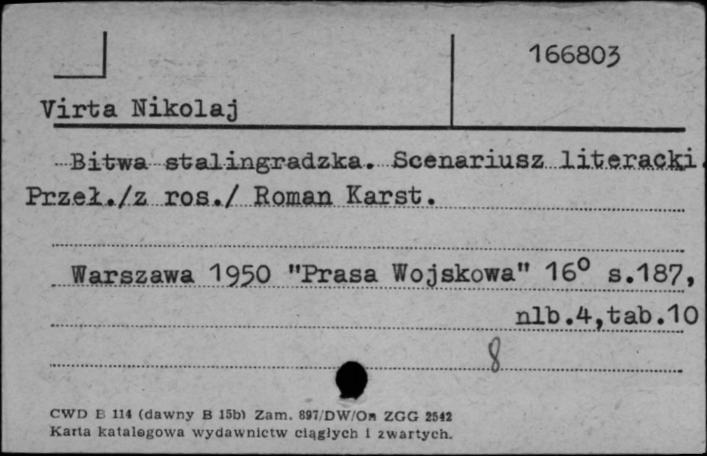 166803
Virta Nikolaj
Bitwa stalingradzka. Scenariusz literacki.
Przeł./z ros./ Roman Karst.
Warszawa 1950 "Prasa Wojskowa" 16° s.187,
nlb.4,tab.10
8
CWD B 114 (dawny B 15b) Zam. 897/DW/On ZGG 2542
Karta katalogowa wydawnictw ciągłych i zwartych.